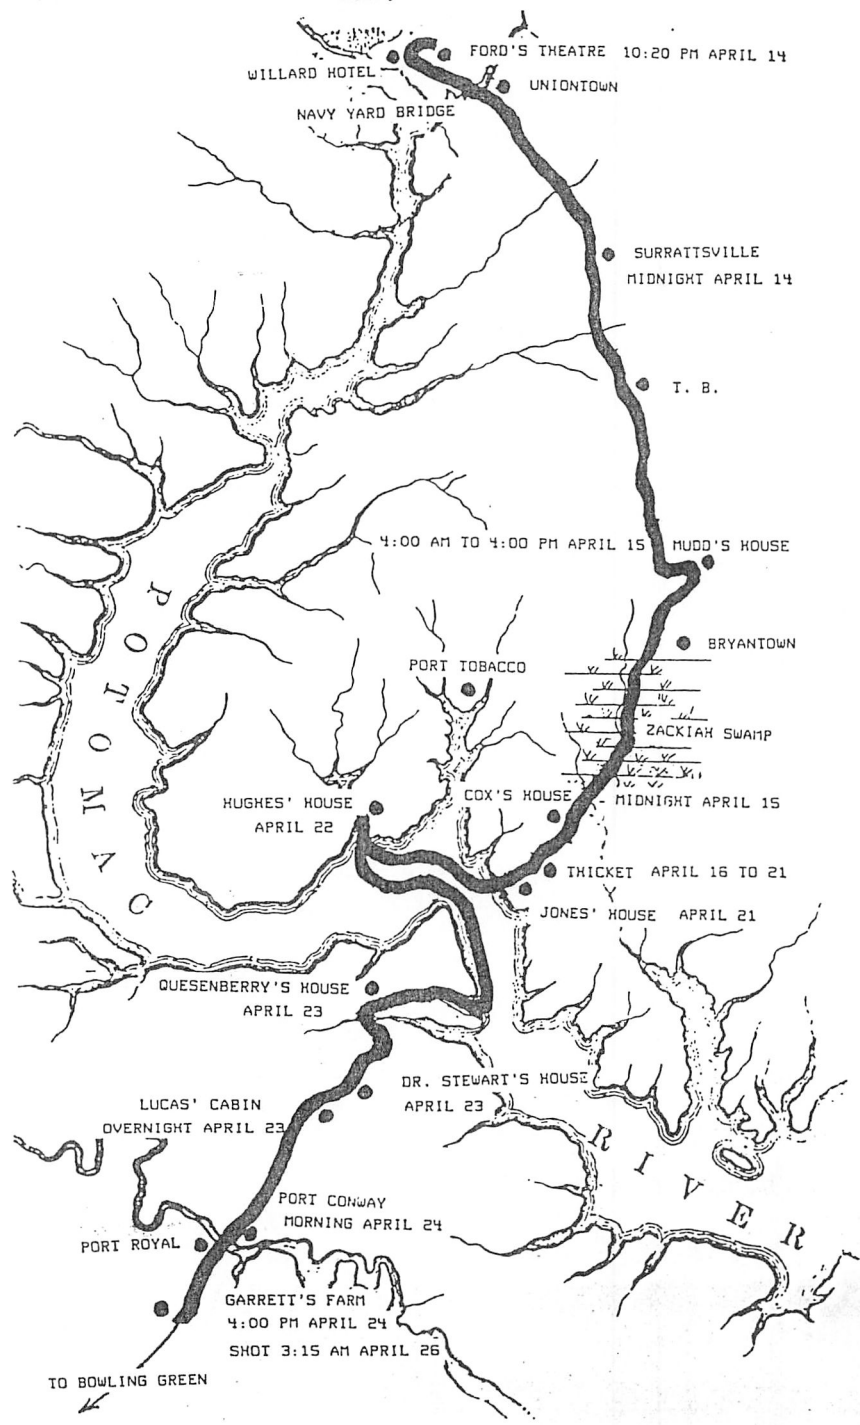 FORD'S THEATRE 10:20 PM APRIL 14
WILLARD HOTEL
UNIONTOWN
NAVY YARD BRIDGE
SURRATTSVILLE
MIDNIGHT APRIL 14
T. B.
4:00 AM TO 4:00 PM APRIL 15 MUDD'S HOUSE
BRYANTOWN
PORT TOBACCO
POTOMAC
ZACKIAH SWAMP
HUGHES' HOUSE
APRIL 22
COX'S HOUSE
MIDNIGHT APRIL 15
THICKET APRIL 16 TO 21
JONES' HOUSE APRIL 21
QUESENBERRY'S HOUSE
APRIL 23
DR. STEWART'S HOUSE
APRIL 23
LUCAS' CABIN
OVERNIGHT APRIL 23
RIVER
PORT CONWAY
MORNING APRIL 24
PORT ROYAL
GARRETT'S FARM
4:00 PM APRIL 24
SHOT 3:15 AM APRIL 26
TO BOWLING GREEN